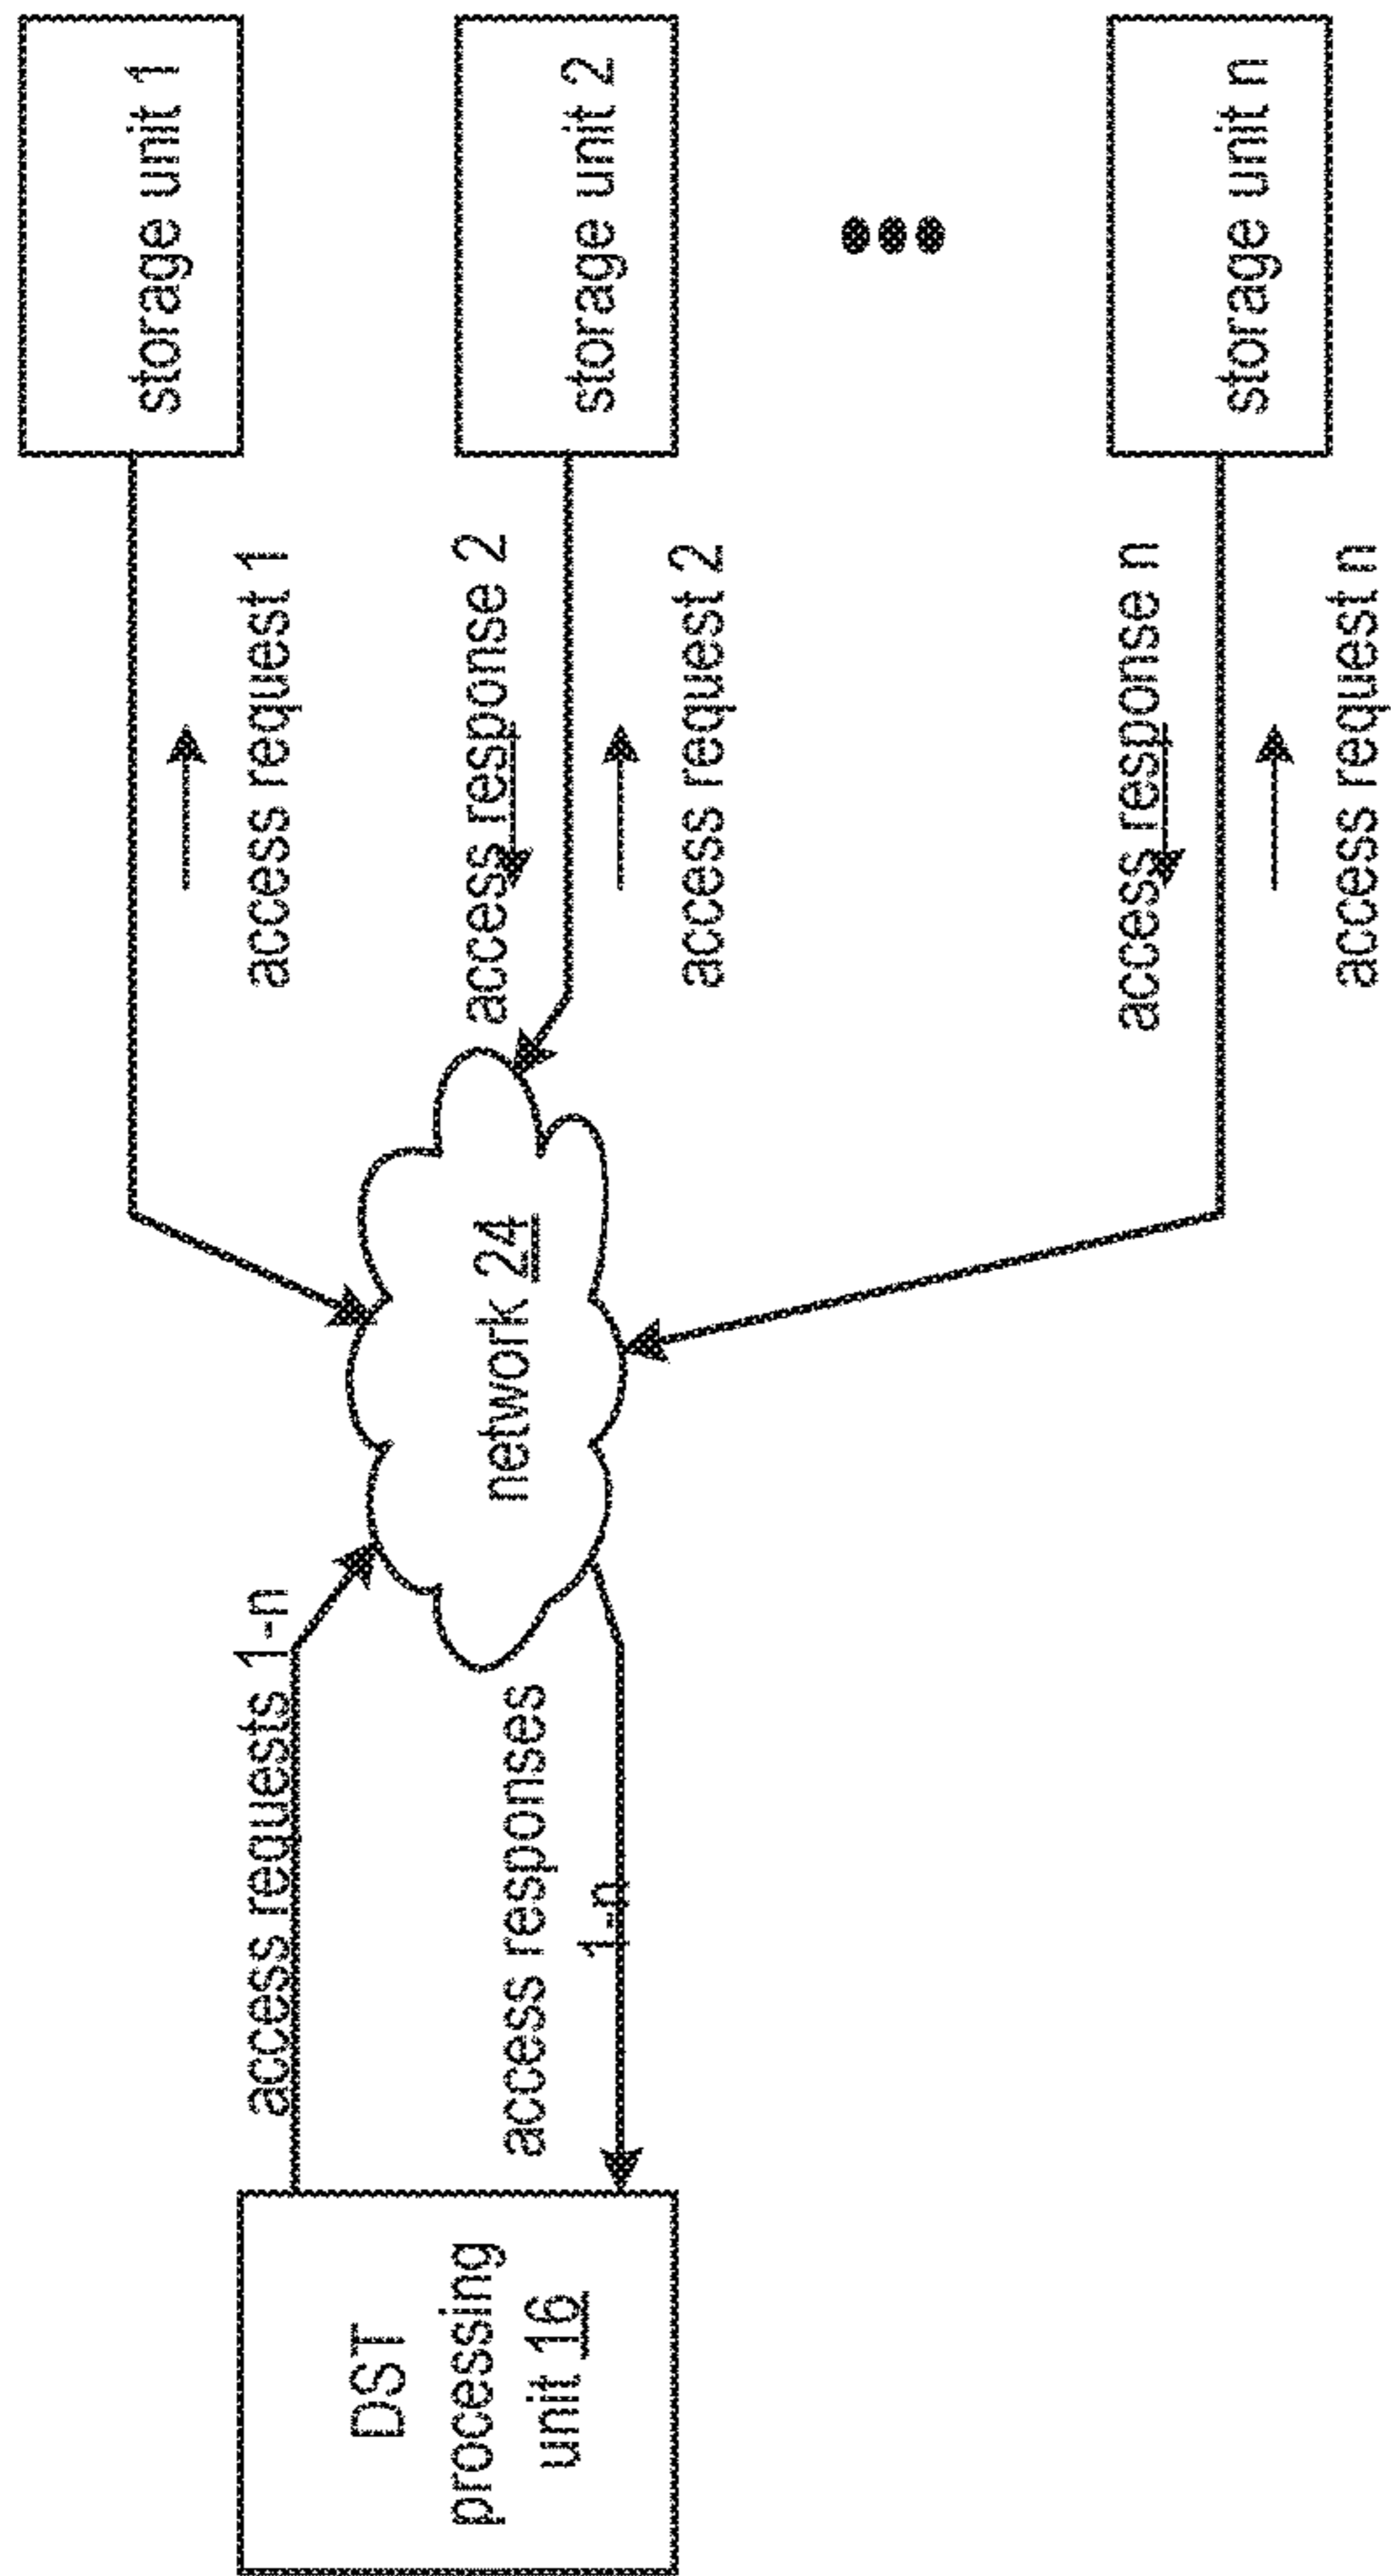 DST
processing
unit 16
access requests 1-n
access responses
1-n
network 24
access request 1
access response 2
access request 2
access response n
access request n
storage unit 1
storage unit 2
storage unit n